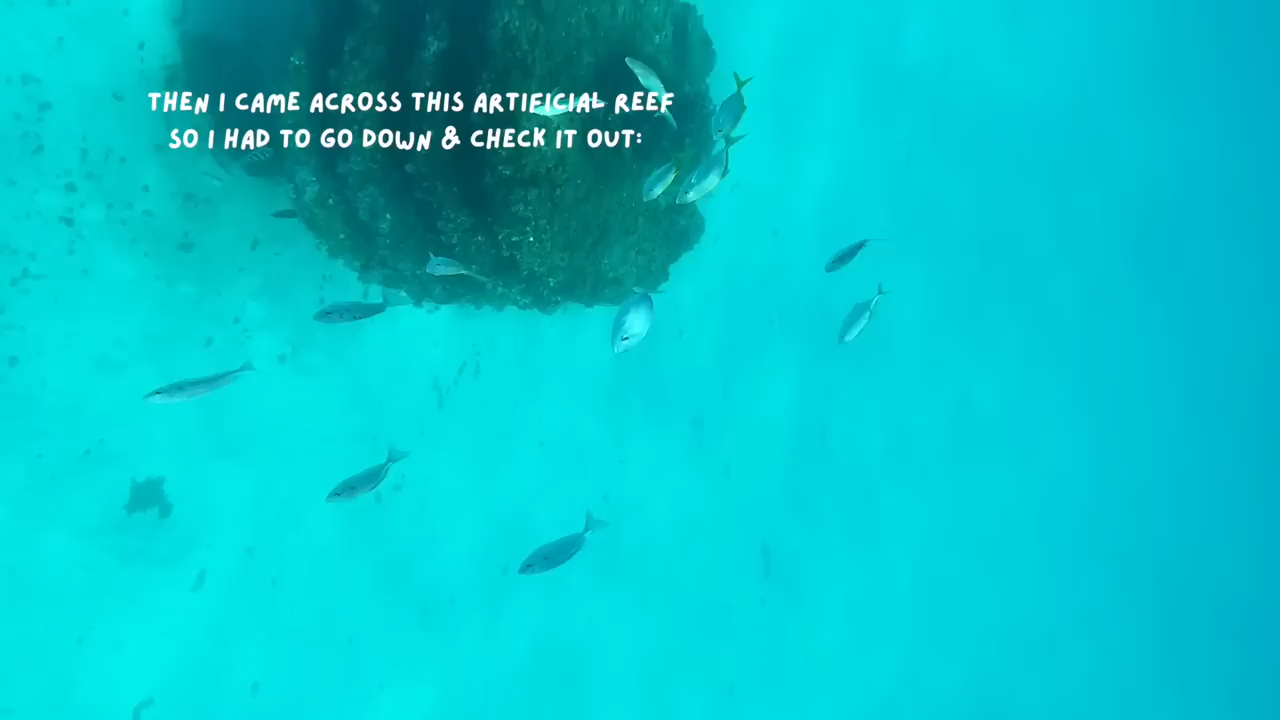 THEN I CAME ACROSS THIS ARTIFICIAL REEF
SO I HAD TO GO DOWN & CHECK IT OUT: